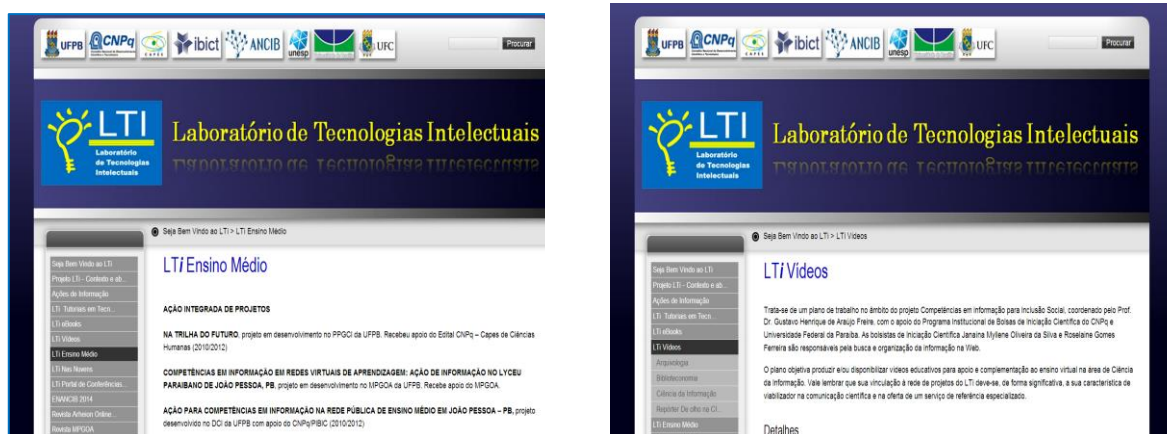 UFPB
CNPq
CAPES
ibict
ANCIB
unesp
UFC
Procurar
LTI
Laboratório
de Tecnologias
Intelectuais
Laboratório de Tecnologias Intelectuais
Seja Bem Vindo ao LTi > LTi Ensino Médio
Seja Bem Vindo ao LTi
Projeto LTi - Contexto e ab...
Ações de Informação
LTi Tutoriais em Tecn...
LTi eBooks
LTi Vídeos
LTi Ensino Médio
LTi Nas Nuvens
LTi Portal de Conferências...
ENANCIB 2014
Revista Arheion Online...
Revista MPGOA
LTi Ensino Médio
AÇÃO INTEGRADA DE PROJETOS
NA TRILHA DO FUTURO, projeto em desenvolvimento no PPGCI da UFPB. Recebeu apoio do Edital CNPq – Capes de Ciências
Humanas (2010/2012)
COMPETÊNCIAS EM INFORMAÇÃO EM REDES VIRTUAIS DE APRENDIZAGEM: AÇÃO DE INFORMAÇÃO NO LYCEU
PARAIBANO DE JOÃO PESSOA, PB, projeto em desenvolvimento no MPGOA da UFPB. Recebe apoio do MPGOA.
AÇÃO PARA COMPETÊNCIAS EM INFORMAÇÃO NA REDE PÚBLICA DE ENSINO MÉDIO EM JOÃO PESSOA – PB, projeto
desenvolvido no DCI da UFPB com apoio do CNPq/PIBIC (2010/2012)
UFPB
CNPq
CAPES
ibict
ANCIB
unesp
UFC
Procurar
LTI
Laboratório
de Tecnologias
Intelectuais
Laboratório de Tecnologias Intelectuais
Seja Bem Vindo ao LTi > LTi Vídeos
Seja Bem Vindo ao LTi
Projeto LTi - Contexto e ab...
Ações de Informação
LTi Tutoriais em Tecn...
LTi eBooks
LTi Vídeos
Arquivologia
Biblioteconomia
Ciência da Informação
Repórter De olho na CI...
LTi Ensino Médio
LTi Vídeos
Trata-se de um plano de trabalho no âmbito do projeto Competências em informação para Inclusão Social, coordenado pelo Prof.
Dr. Gustavo Henrique de Araújo Freire, com o apoio do Programa Institucional de Bolsas de Iniciação Científica do CNPq e
Universidade Federal da Paraíba. As bolsistas de Iniciação Científica Janaina Myllene Oliveira da Silva e Roselaine Gomes
Ferreira são responsáveis pela busca e organização da informação na Web.
O plano objetiva produzir e/ou disponibilizar vídeos educativos para apoio e complementação ao ensino virtual na área de Ciência
da Informação. Vale lembrar que sua vinculação à rede de projetos do LTi deve-se, de forma significativa, a sua característica de
viabilizador na comunicação científica e na oferta de um serviço de referência especializado.
Detalhes